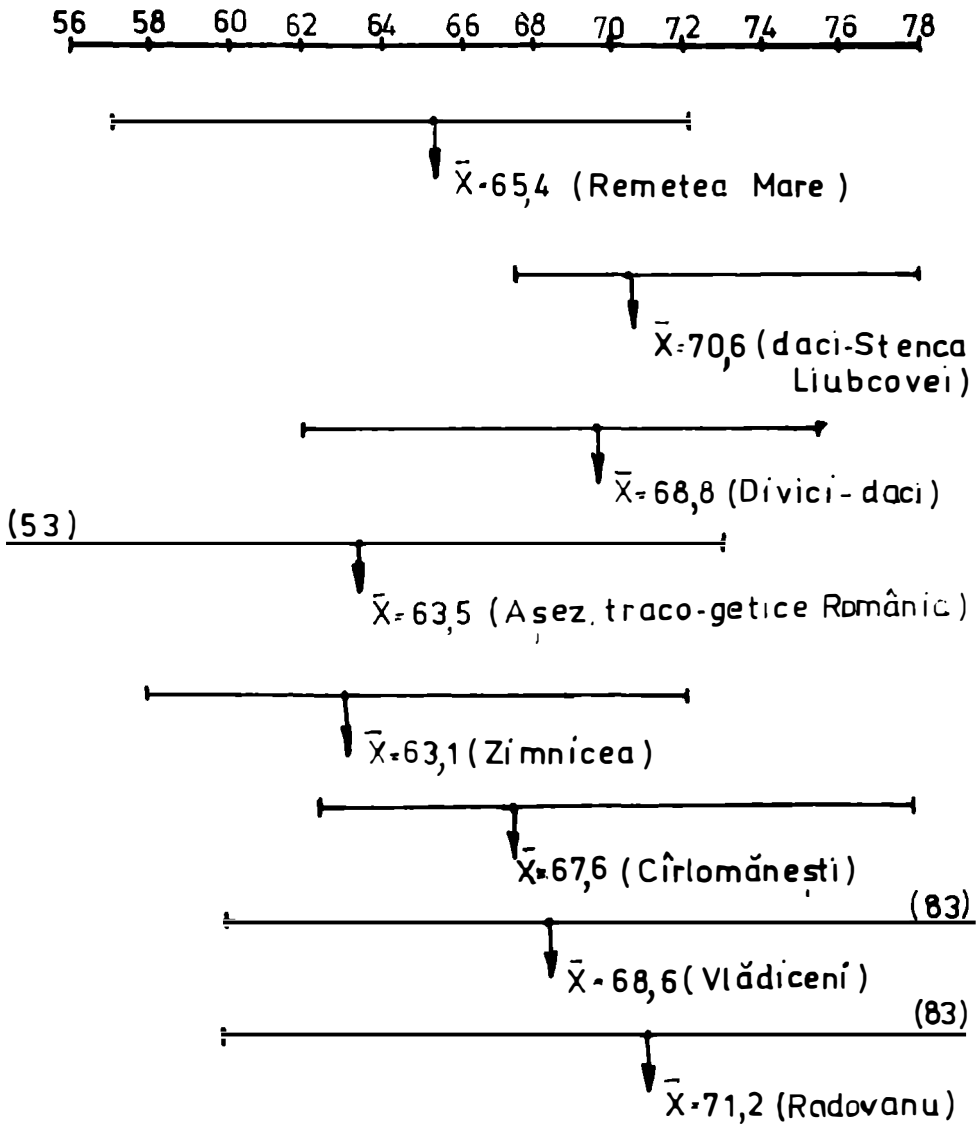 56 58 60 62 64 66 68 70 72 74 76 78
X̄=65,4 (Remetea Mare)
X̄=70,6 (daci-Stenca
Liubcovei)
X̄=68,8 (Divici-daci)
(53)
X̄=63,5 (Așez. traco-getice România)
X̄=63,1 (Zimnicea)
X̄=67,6 (Cîrlomănești)
(83)
X̄=68,6 (Vlădiceni)
(83)
X̄=71,2 (Radovanu)